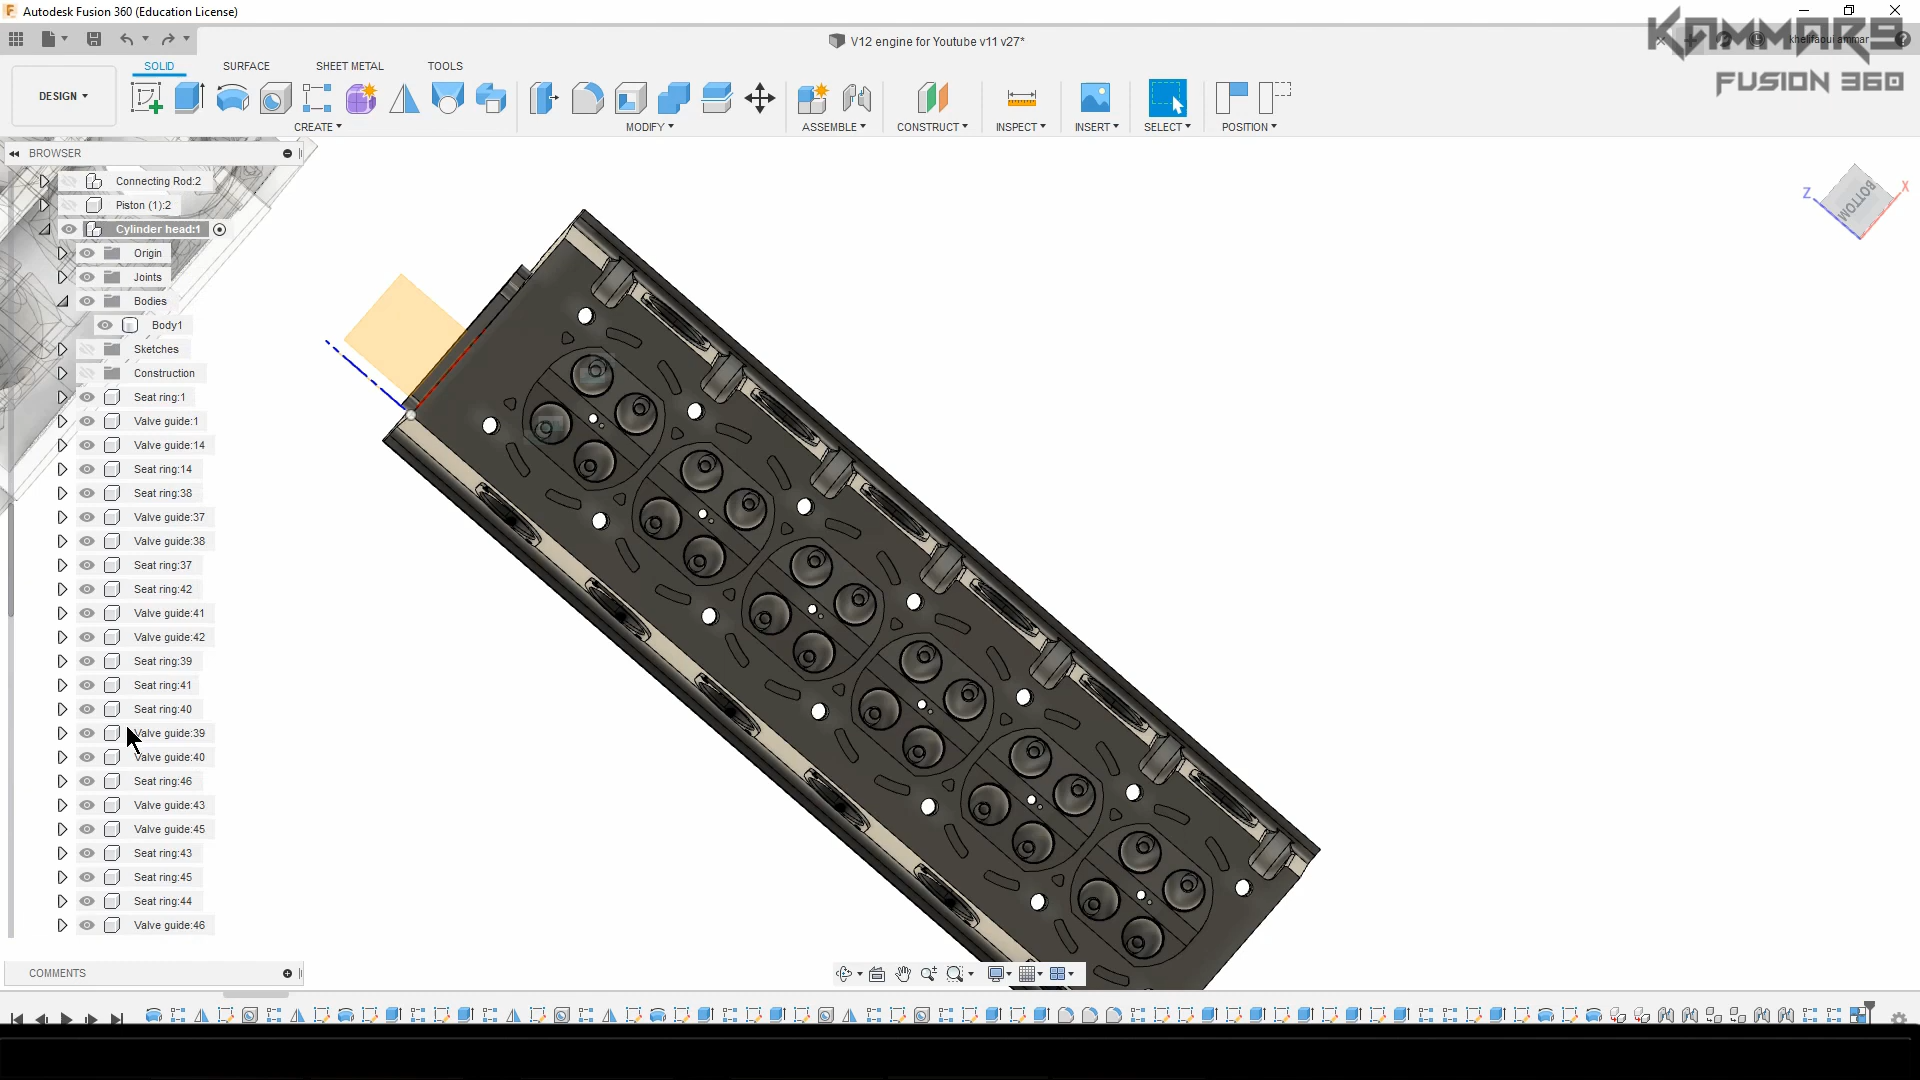 Autodesk Fusion 360 (Education License)
KAMMAR9
FUSION 360
V12 engine for Youtube v11 v27*
khelifaoui ammar
SOLID
SURFACE
SHEET METAL
TOOLS
DESIGN
CREATE
MODIFY
ASSEMBLE
CONSTRUCT
INSPECT
INSERT
SELECT
POSITION
BROWSER
Connecting Rod:2
Piston (1):2
Cylinder head:1
Origin
Joints
Bodies
Body1
Sketches
Construction
Seat ring:1
Valve guide:1
Valve guide:14
Seat ring:14
Seat ring:38
Valve guide:37
Valve guide:38
Seat ring:37
Seat ring:42
Valve guide:41
Valve guide:42
Seat ring:39
Seat ring:41
Seat ring:40
Valve guide:39
Valve guide:40
Seat ring:46
Valve guide:43
Valve guide:45
Seat ring:43
Seat ring:45
Seat ring:44
Valve guide:46
COMMENTS
Z
X
BOTTOM